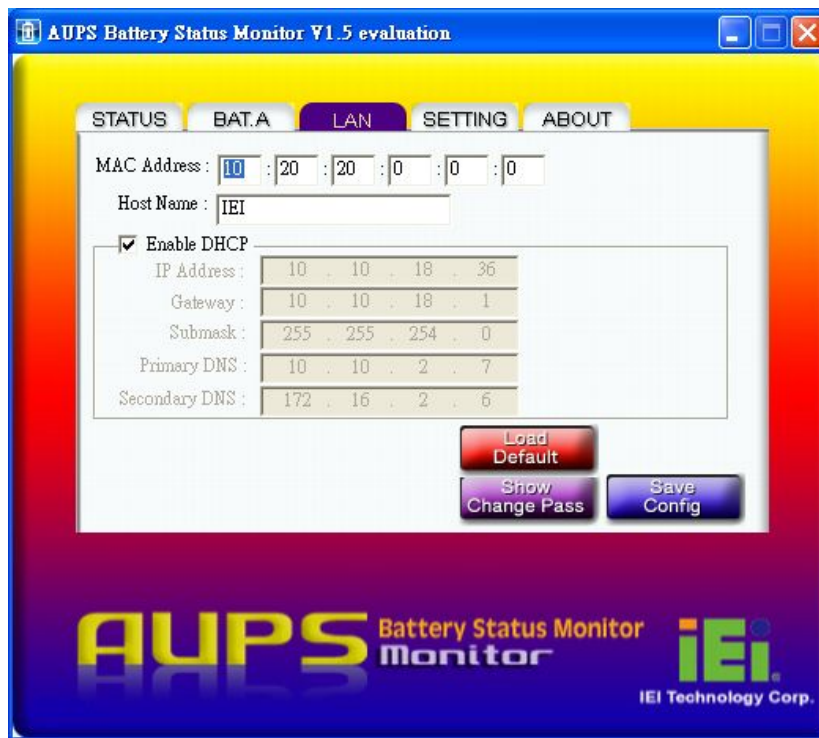 AUPS Battery Status Monitor V1.5 evaluation
STATUS BAT.A LAN SETTING ABOUT
MAC Address : 10 : 20 : 20 : 0 : 0 : 0
Host Name : IEI
Enable DHCP
IP Address : 10 . 10 . 18 . 36
Gateway : 10 . 10 . 18 . 1
Submask : 255 . 255 . 254 . 0
Primary DNS : 10 . 10 . 2 . 7
Secondary DNS : 172 . 16 . 2 . 6
Load
Default
Show
Change Pass
Save
Config
AUPS
Battery Status Monitor
Monitor
iEi
IEI Technology Corp.